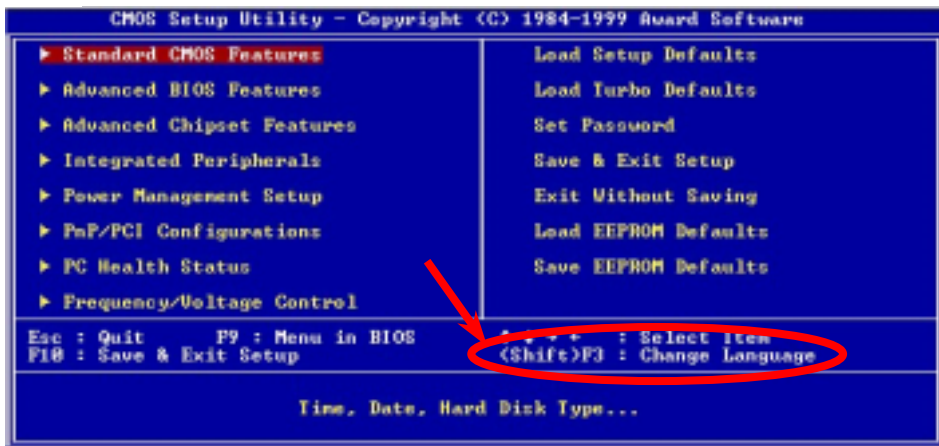 CMOS Setup Utility - Copyright (C) 1984-1999 Award Software
▶ Standard CMOS Features
▶ Advanced BIOS Features
▶ Advanced Chipset Features
▶ Integrated Peripherals
▶ Power Management Setup
▶ PnP/PCI Configurations
▶ PC Health Status
▶ Frequency/Voltage Control
Load Setup Defaults
Load Turbo Defaults
Set Password
Save & Exit Setup
Exit Without Saving
Load EEPROM Defaults
Save EEPROM Defaults
Esc : Quit F9 : Menu in BIOS : Select Item
F10 : Save & Exit Setup (Shift)F3 : Change Language
Time, Date, Hard Disk Type...